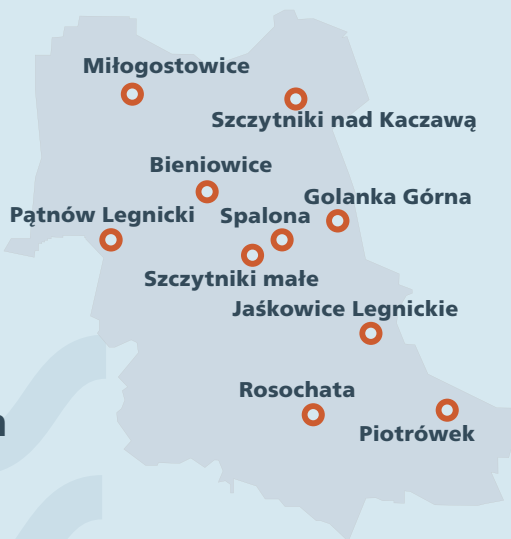 Miłogostowice
Szczytniki nad Kaczawą
Bieniowice
Golanka Górna
Pątnów Legnicki
Spalona
Szczytniki małe
Jaśkowice Legnickie
Rosochata
Piotrówek